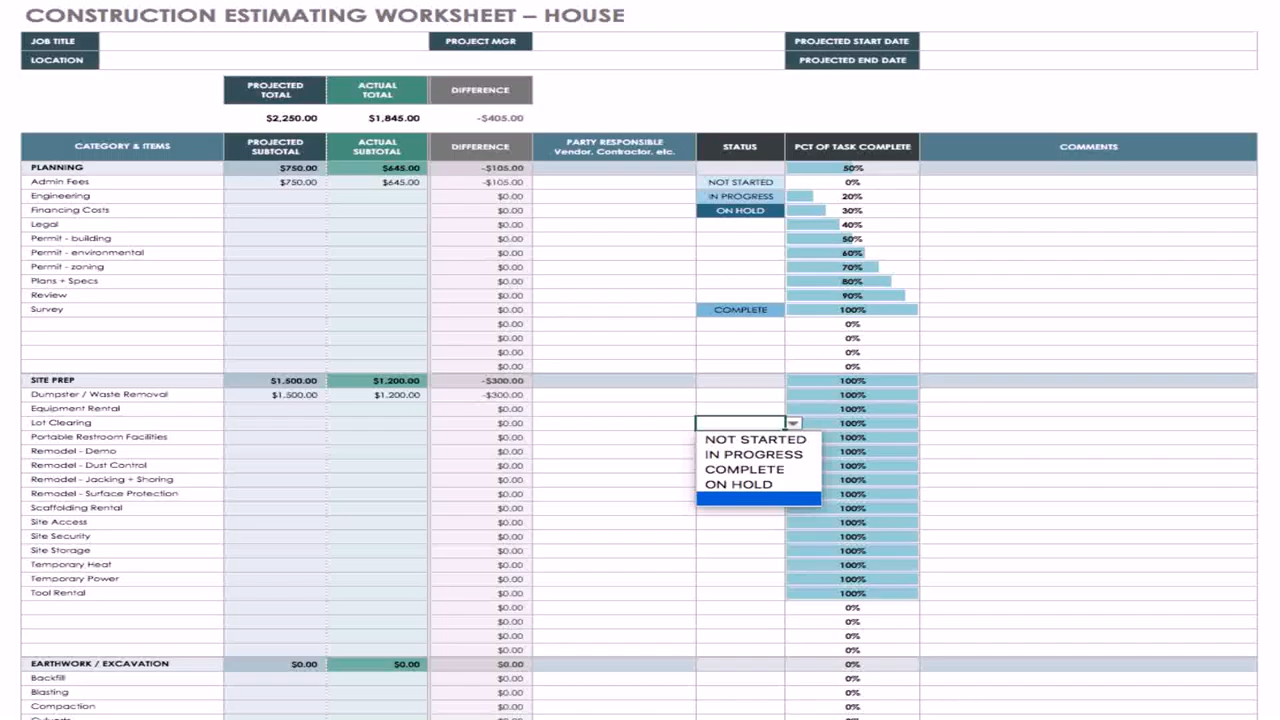 CONSTRUCTION ESTIMATING WORKSHEET – HOUSE
JOB TITLE PROJECT MGR PROJECTED START DATE
LOCATION PROJECTED END DATE
PROJECTED TOTAL ACTUAL TOTAL DIFFERENCE
$2,250.00 $1,845.00 -$405.00
CATEGORY & ITEMS PROJECTED SUBTOTAL ACTUAL SUBTOTAL DIFFERENCE PARTY RESPONSIBLE Vendor, Contractor, etc. STATUS PCT OF TASK COMPLETE COMMENTS
PLANNING $750.00 $645.00 -$105.00 50%
Admin Fees $750.00 $645.00 -$105.00 NOT STARTED 0%
Engineering $0.00 IN PROGRESS 20%
Financing Costs $0.00 ON HOLD 30%
Legal $0.00 40%
Permit - building $0.00 50%
Permit - environmental $0.00 60%
Permit - zoning $0.00 70%
Plans + Specs $0.00 80%
Review $0.00 90%
Survey $0.00 COMPLETE 100%
$0.00 0%
$0.00 0%
$0.00 0%
$0.00 0%
SITE PREP $1,500.00 $1,200.00 -$300.00 100%
Dumpster / Waste Removal $1,500.00 $1,200.00 -$300.00 100%
Equipment Rental $0.00 100%
Lot Clearing $0.00 100%
Portable Restroom Facilities $0.00 NOT STARTED 100%
Remodel - Demo $0.00 IN PROGRESS 100%
Remodel - Dust Control $0.00 COMPLETE 100%
Remodel - Jacking + Shoring $0.00 ON HOLD 100%
Remodel - Surface Protection $0.00 100%
Scaffolding Rental $0.00 100%
Site Access $0.00 100%
Site Security $0.00 100%
Site Storage $0.00 100%
Temporary Heat $0.00 100%
Temporary Power $0.00 100%
Tool Rental $0.00 100%
$0.00 0%
$0.00 0%
$0.00 0%
$0.00 0%
EARTHWORK / EXCAVATION $0.00 $0.00 $0.00 0%
Backfill $0.00 0%
Blasting $0.00 0%
Compaction $0.00 0%